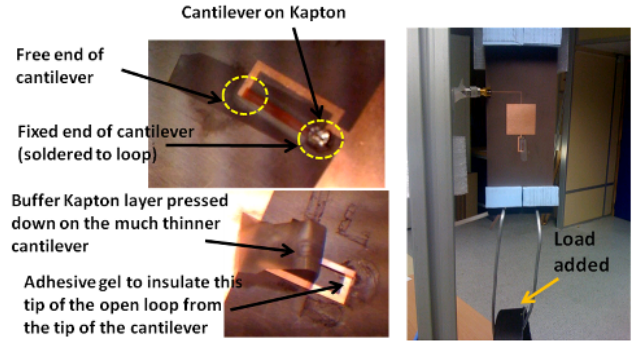 Cantilever on Kapton
Free end of
cantilever
Fixed end of cantilever
(soldered to loop)
Buffer Kapton layer pressed
down on the much thinner
cantilever
Adhesive gel to insulate this
tip of the open loop from
the tip of the cantilever
Load
added